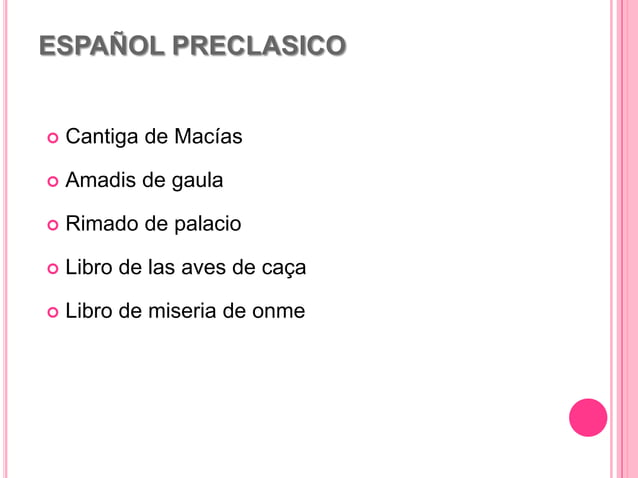 ESPAÑOL PRECLASICO
Cantiga de Macías
Amadis de gaula
Rimado de palacio
Libro de las aves de caça
Libro de miseria de onme